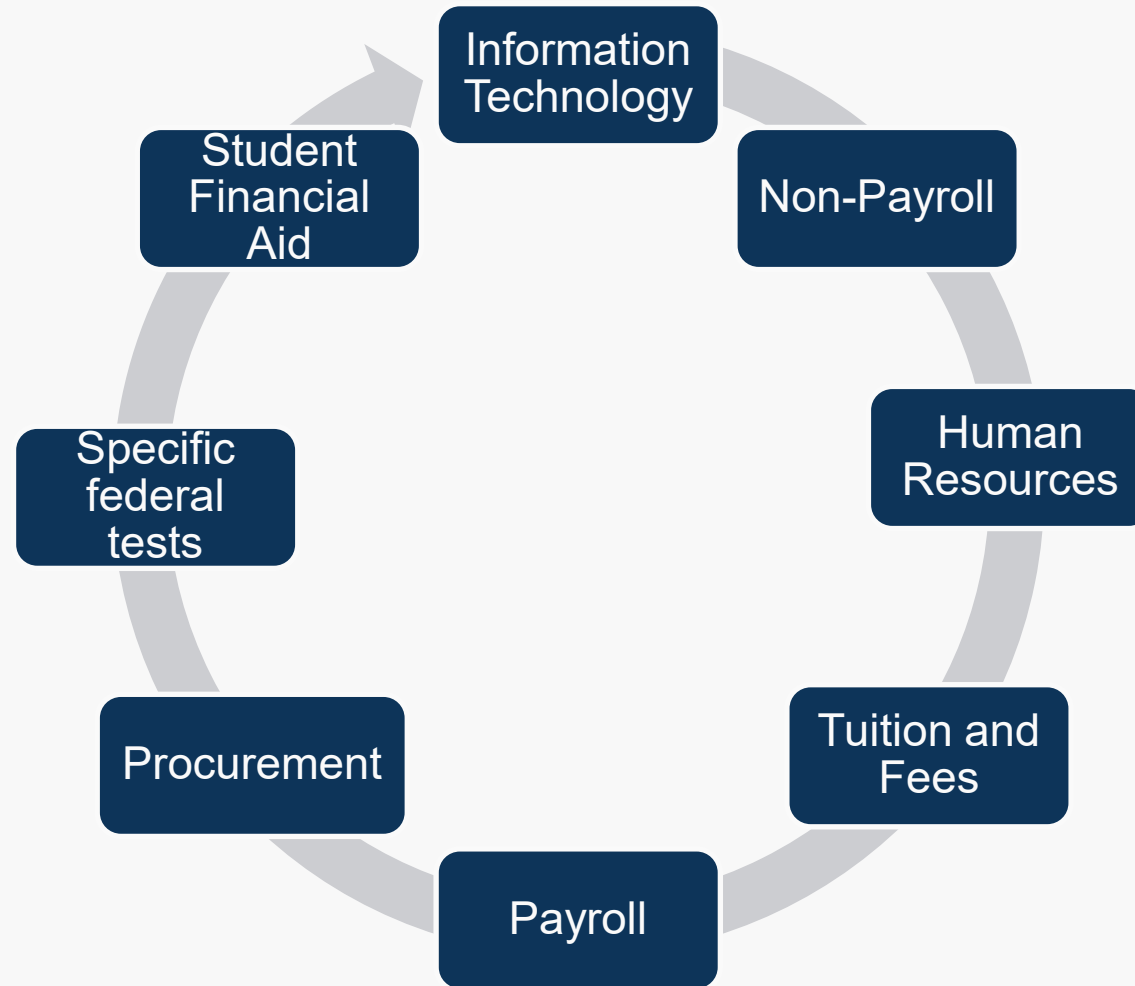 Information
Technology
Non-Payroll
Human
Resources
Tuition and
Fees
Payroll
Procurement
Specific
federal
tests
Student
Financial
Aid